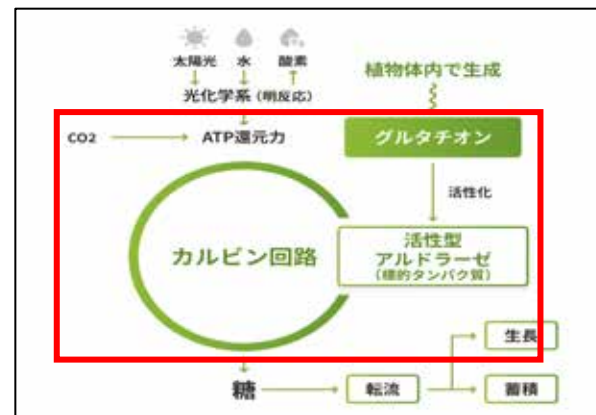 太陽光 水 酸素
光化学系(明反応)
植物体内で生成
CO2
ATP還元力
グルタチオン
活性化
カルビン回路
活性型
アルドラーゼ
(標的タンパク質)
糖
転流
生長
蓄積